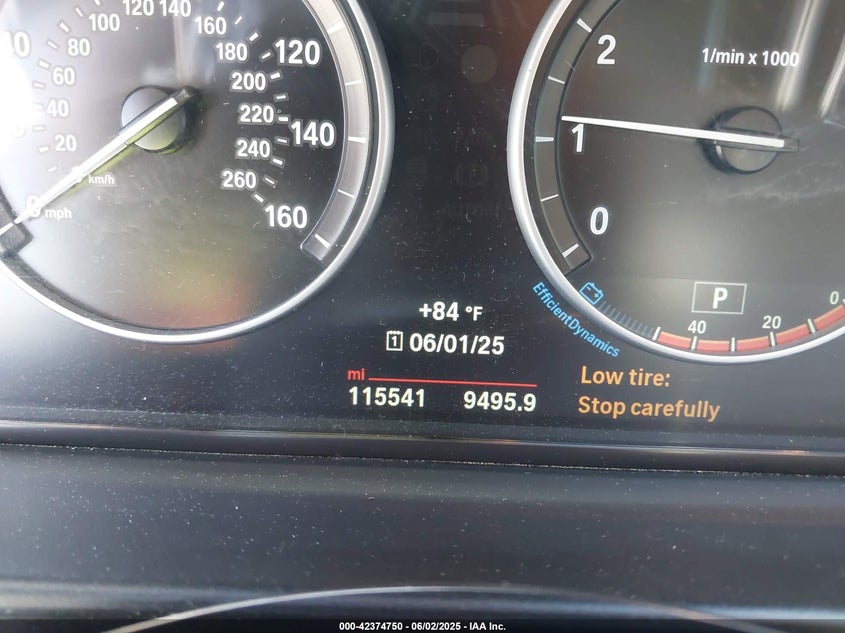 120 140
100
160
80
180
120
60
200
40
220
140
20
240
km/h
260
0 mph
160
2
1/min x 1000
1
0
P
EfficientDynamics
40
20
0
+84 °F
06/01/25
mi
115541 9495.9
Low tire:
Stop carefully
000-42374750 - 06/02/2025 - IAA Inc.